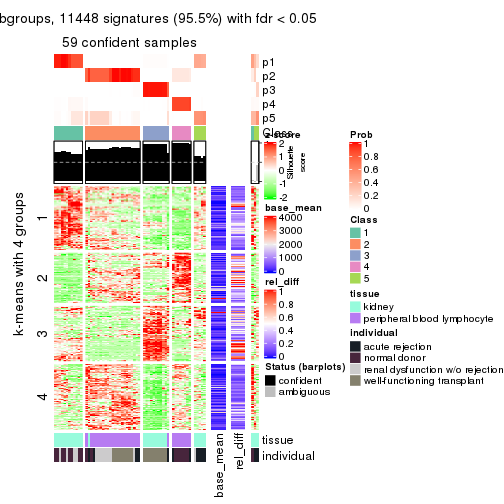 bgroups, 11448 signatures (95.5%) with fdr < 0.05
59 confident samples
p1
p2
p3
p4
p5
Class
z-score
2
1
0
-1
-2
Silhouette
score
Prob
1
0.8
0.6
0.4
0.2
0
base_mean
4000
3000
2000
1000
0
Class
1
2
3
4
5
rel_diff
1
0.8
0.6
0.4
0.2
0
tissue
kidney
peripheral blood lymphocyte
individual
acute rejection
normal donor
renal dysfunction w/o rejection
well-functioning transplant
Status (barplots)
confident
ambiguous
k-means with 4 groups
1
2
3
4
tissue
individual
base_mean
rel_diff